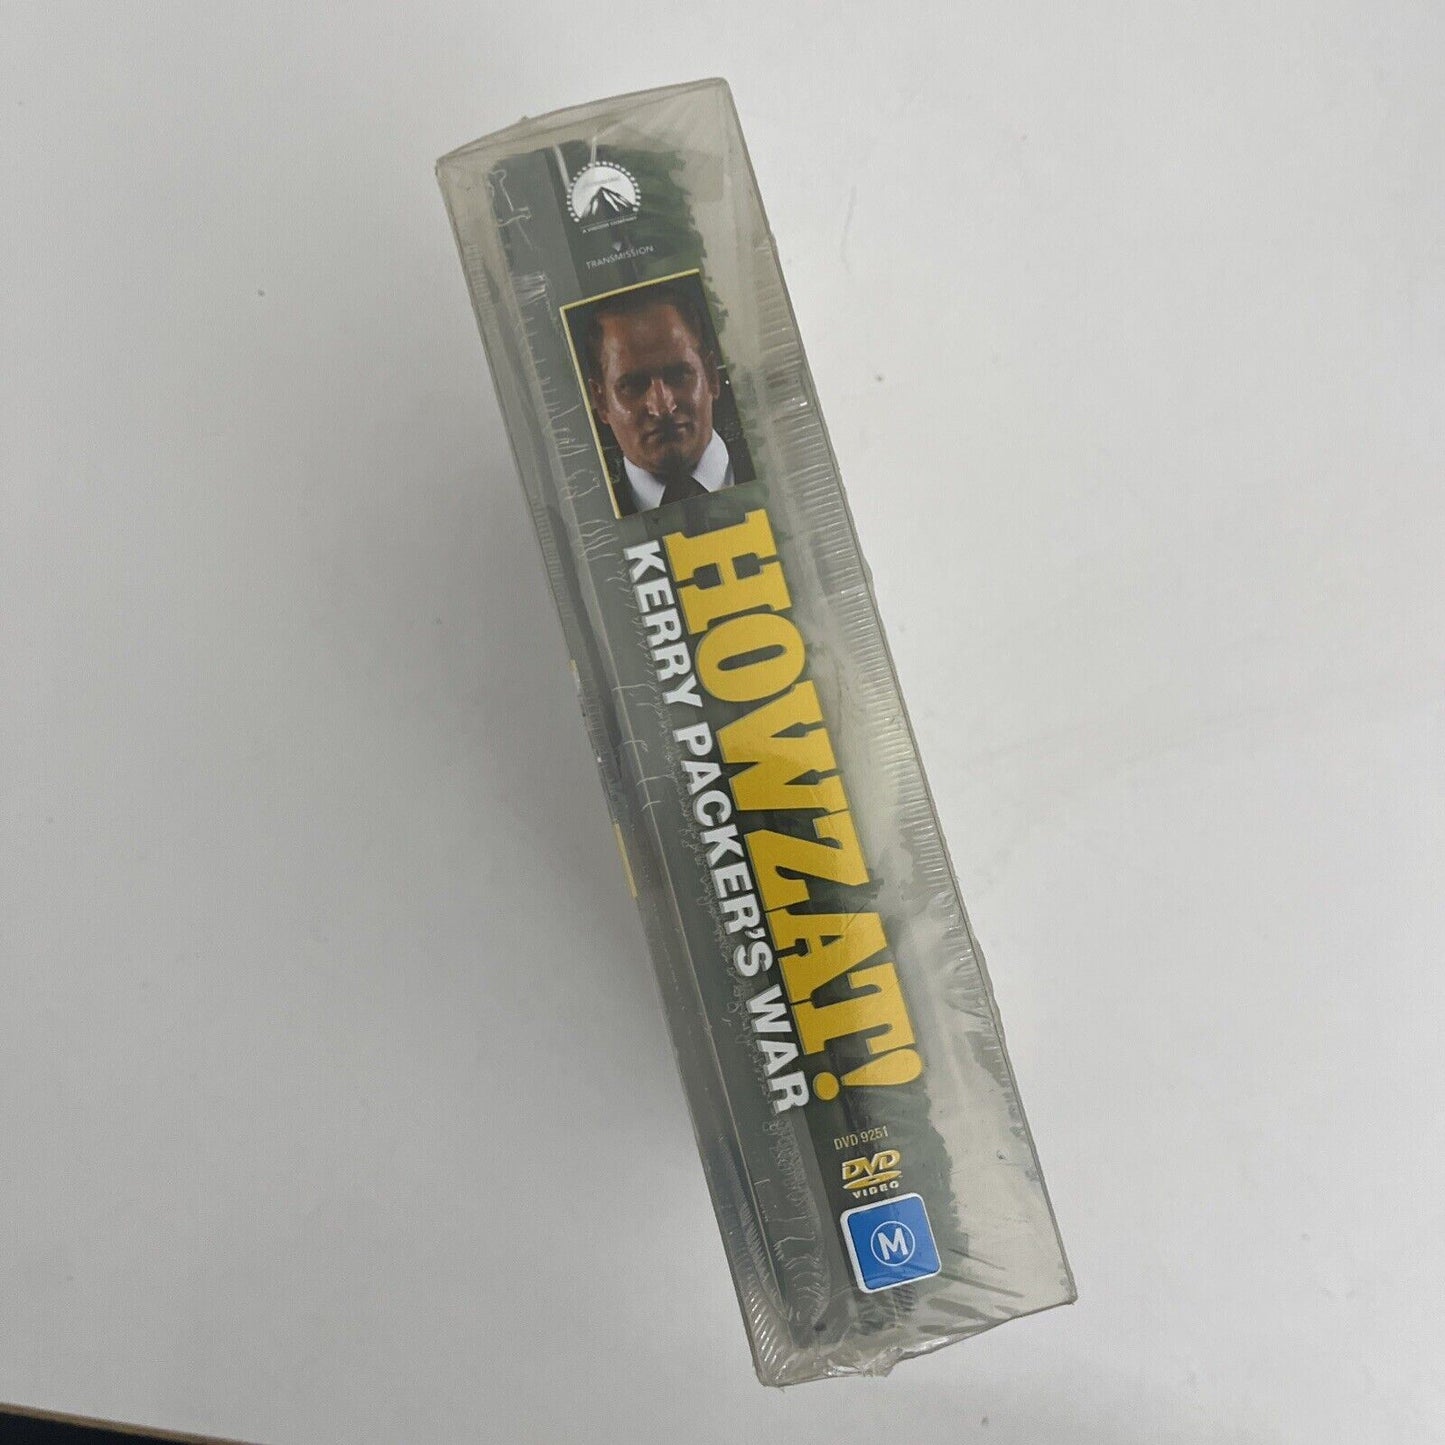 A VIACOM COMPANY
TRANSMISSION
HOWZAT!
KERRY PACKER'S WAR
DVD 9251
DVD
VIDEO
M